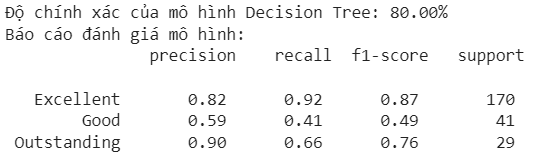 Độ chính xác của mô hình Decision Tree: 80.00%
Báo cáo đánh giá mô hình:
precision recall f1-score support
Excellent 0.82 0.92 0.87 170
Good 0.59 0.41 0.49 41
Outstanding 0.90 0.66 0.76 29